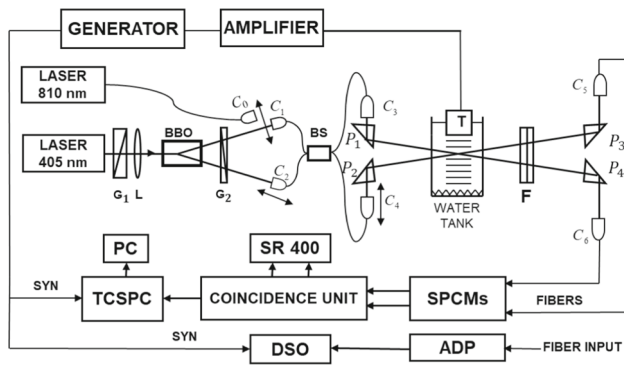 GENERATOR
AMPLIFIER
LASER
810 nm
C0
C1
C3
C5
LASER
405 nm
BBO
BS
P1
T
P3
P2
P4
G1
L
G2
C2
C4
WATER
TANK
F
C6
PC
SR 400
SYN
TCSPC
COINCIDENCE UNIT
SPCMs
FIBERS
SYN
DSO
ADP
FIBER INPUT